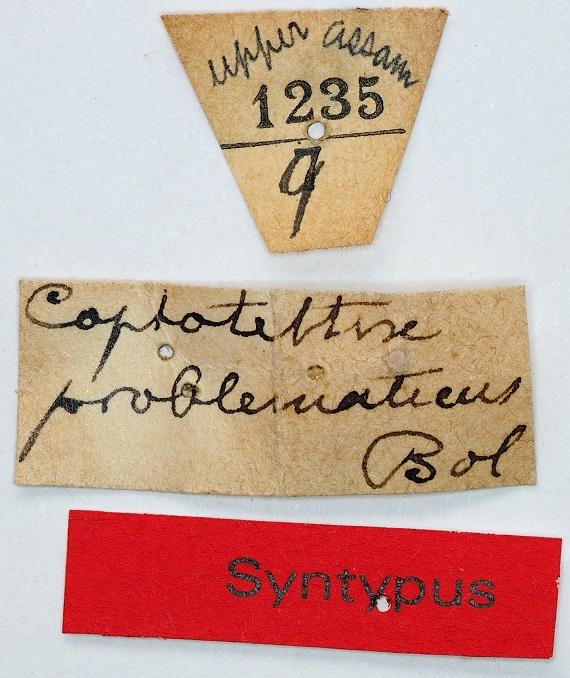 upper assam
1235
9
Coptotettix
problematicus
Bol
Syntypus